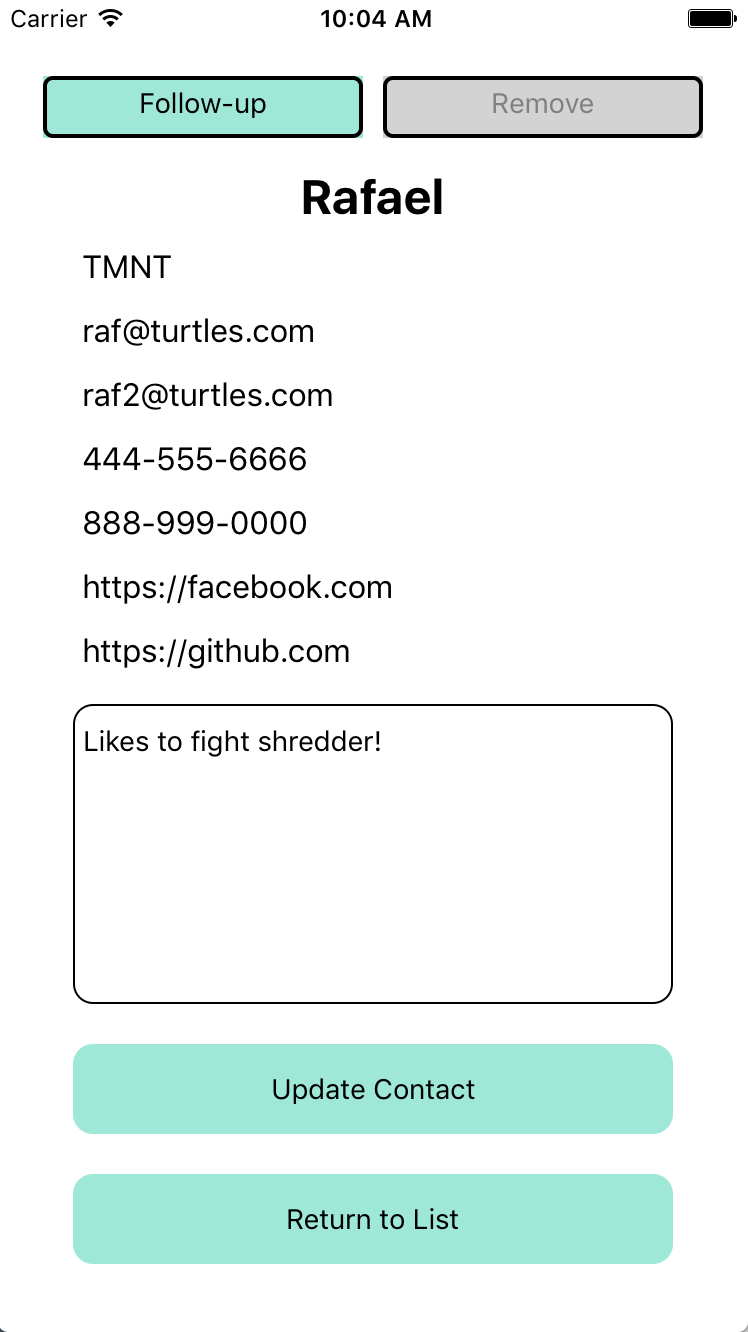 Carrier 10:04 AM
Follow-up Remove
Rafael
TMNT
raf@turtles.com
raf2@turtles.com
444-555-6666
888-999-0000
https://facebook.com
https://github.com
Likes to fight shredder!
Update Contact
Return to List